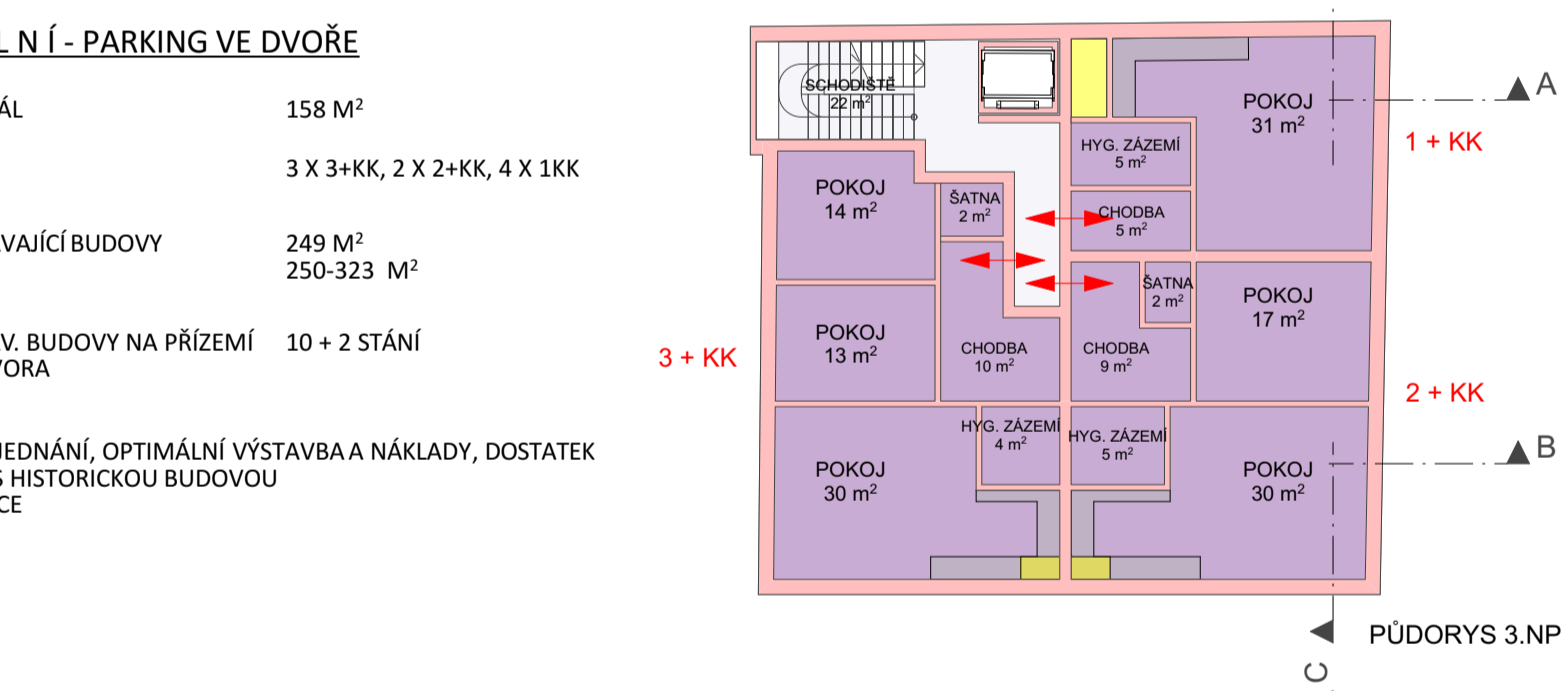 L N Í - PARKING VE DVOŘE
ÁL 158 M²
3 X 3+KK, 2 X 2+KK, 4 X 1KK
VAJÍCÍ BUDOVY 249 M²
250-323 M²
V. BUDOVY NA PŘÍZEMÍ 10 + 2 STÁNÍ
VORA
JEDNÁNÍ, OPTIMÁLNÍ VÝSTAVBA A NÁKLADY, DOSTATEK
S HISTORICKOU BUDOVOU
CE
SCHODIŠTĚ
22 m²
POKOJ
31 m²
A
1 + KK
HYG. ZÁZEMÍ
5 m²
POKOJ
14 m²
ŠATNA
2 m²
CHODBA
5 m²
ŠATNA
2 m²
POKOJ
17 m²
POKOJ
13 m²
CHODBA
10 m²
CHODBA
9 m²
3 + KK
2 + KK
HYG. ZÁZEMÍ
4 m²
HYG. ZÁZEMÍ
5 m²
POKOJ
30 m²
POKOJ
30 m²
B
PŮDORYS 3.NP
C